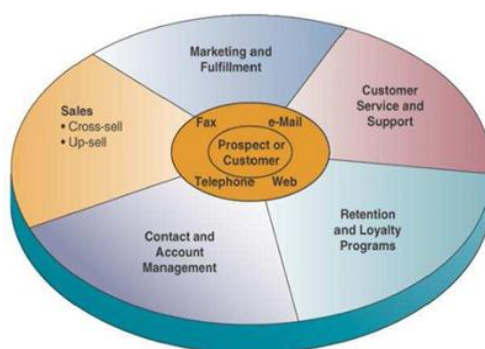 Marketing and
Fulfillment
Customer
Service and
Support
Sales
• Cross-sell
• Up-sell
Fax e-Mail
Prospect or
Customer
Telephone Web
Retention
and Loyalty
Programs
Contact and
Account
Management